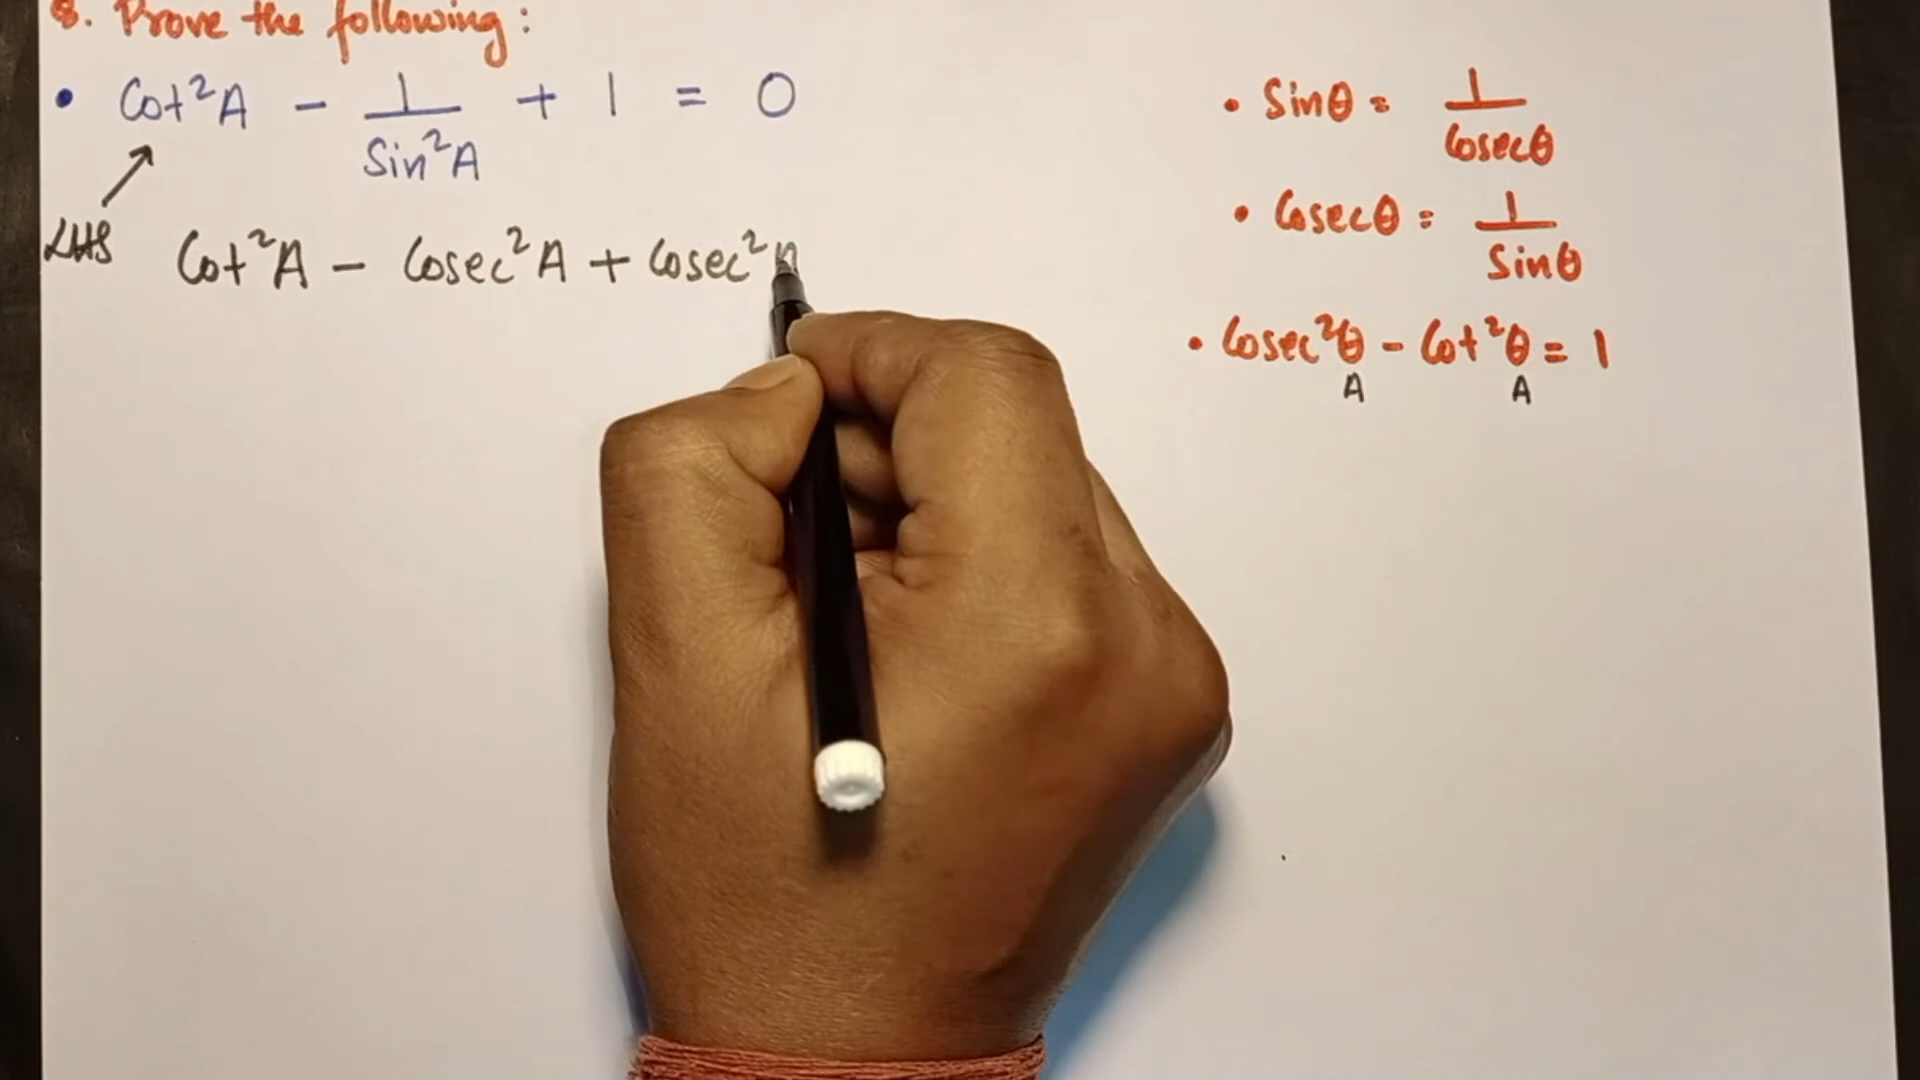 8. Prove the following:
• Cot²A - 1/Sin²A + 1 = 0
LHS Cot²A - Cosec²A + Cosec²A
• Sinθ = 1/Cosecθ
• Cosecθ = 1/Sinθ
• Cosec²θ - Cot²θ = 1
A A